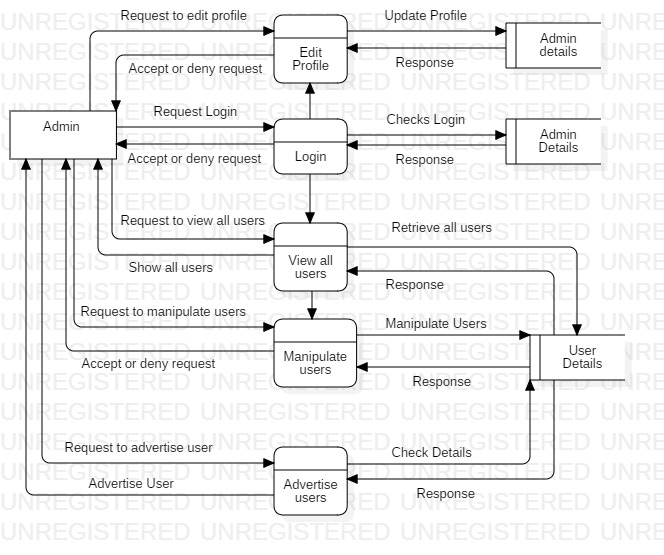 Request to edit profile
Update Profile
Edit
Profile
Admin
details
Accept or deny request
Response
Request Login
Checks Login
Admin
Login
Admin
Details
Accept or deny request
Response
Request to view all users
Retrieve all users
View all
users
Show all users
Response
Request to manipulate users
Manipulate Users
Manipulate
users
User
Details
Accept or deny request
Response
Request to advertise user
Check Details
Advertise
users
Advertise User
Response
UNREGISTERED